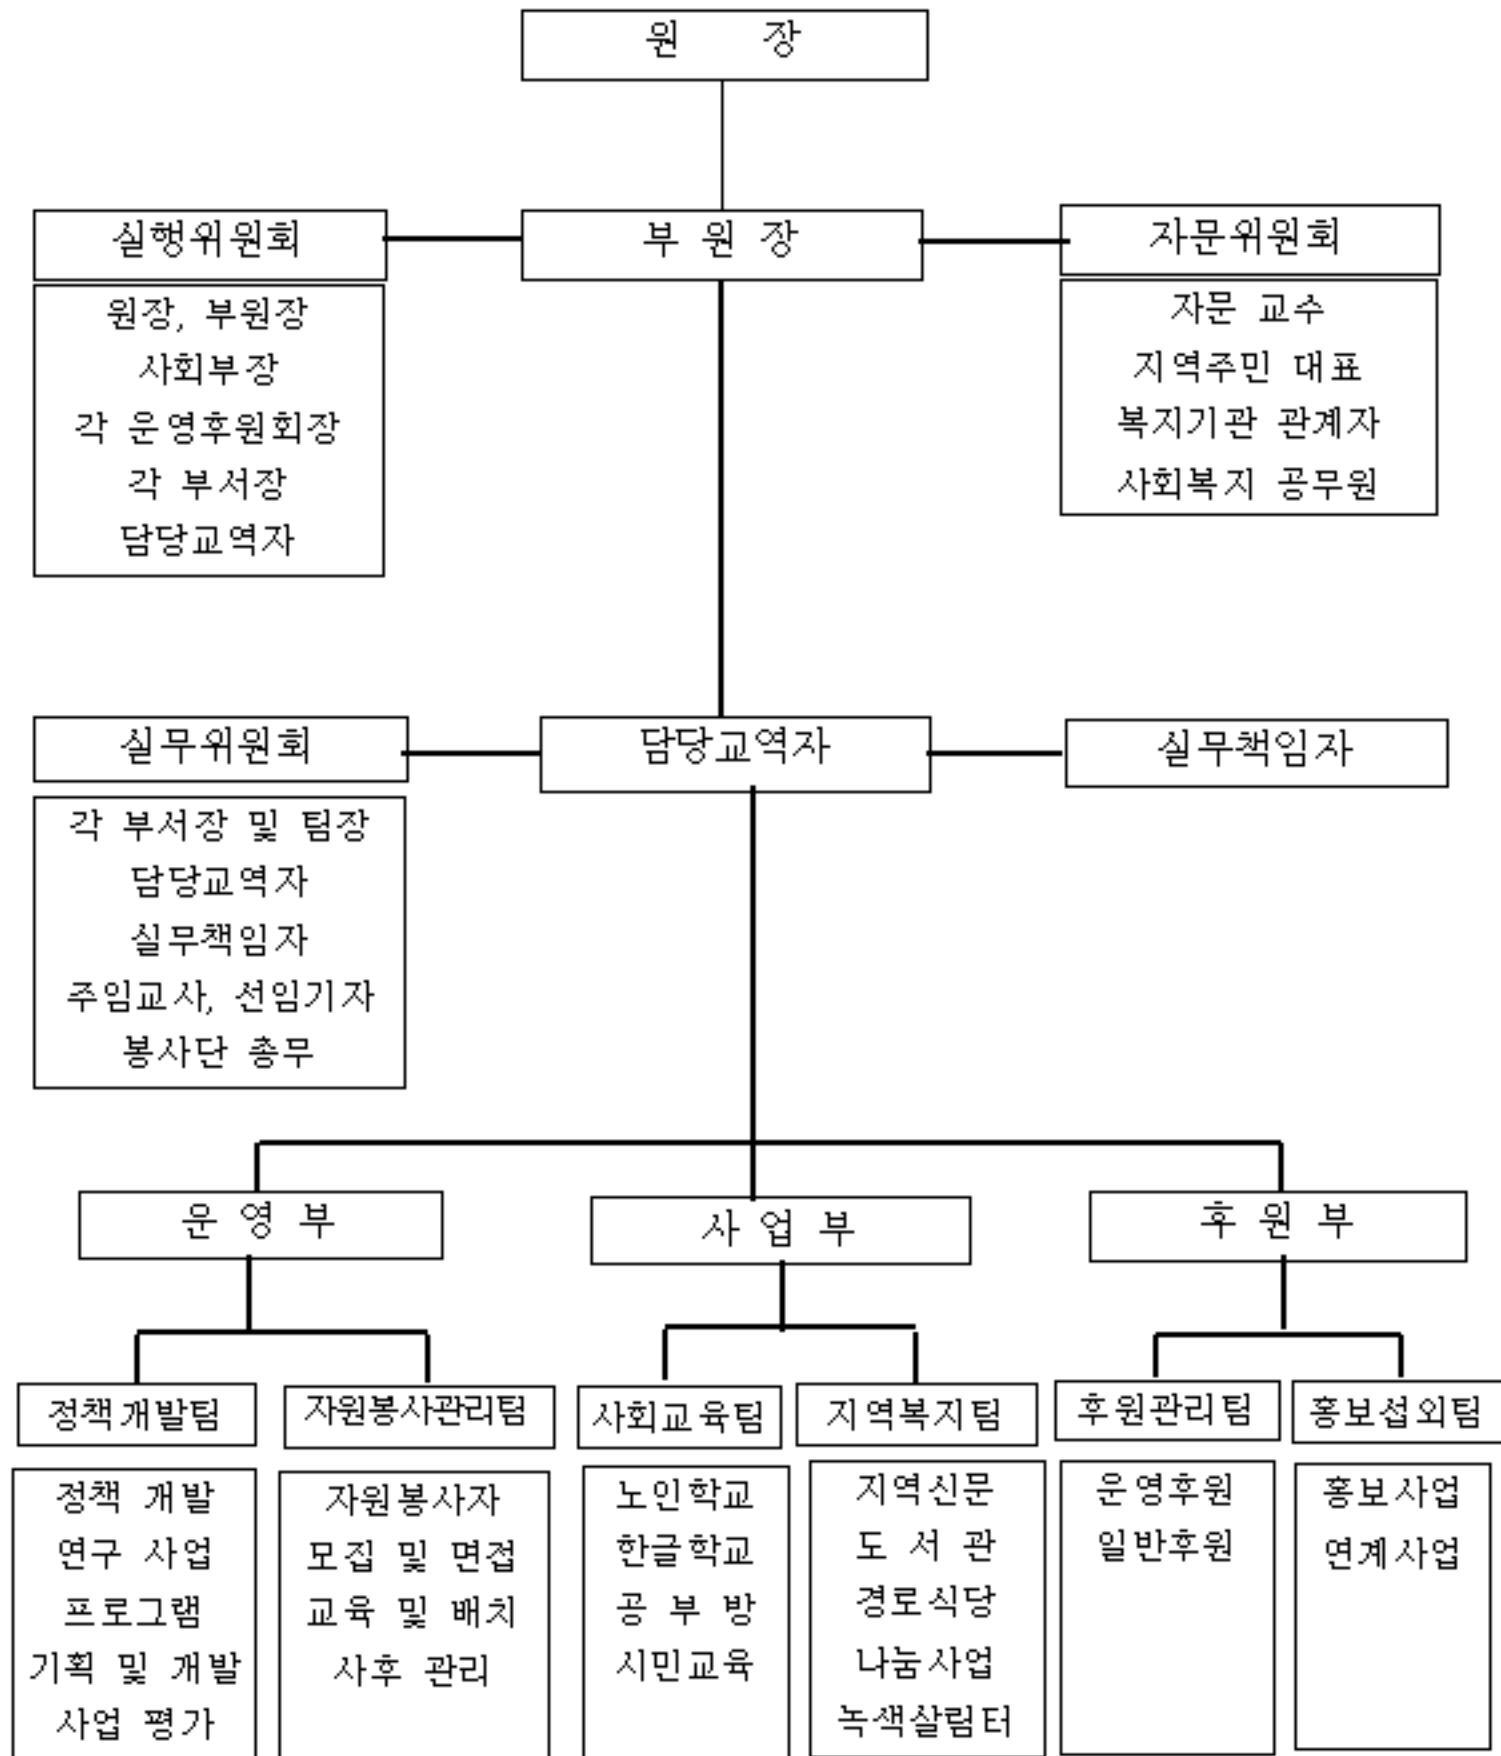 원 장
실행위원회
부 원 장
자문위원회
원장, 부원장
사회부장
각 운영후원회장
각 부서장
담당교역자
자문 교수
지역주민 대표
복지기관 관계자
사회복지 공무원
실무위원회
담당교역자
실무책임자
각 부서장 및 팀장
담당교역자
실무책임자
주임교사, 선임기자
봉사단 총무
운 영 부
사 업 부
후 원 부
정책개발팀
자원봉사관리팀
사회교육팀
지역복지팀
후원관리팀
홍보섭외팀
정책 개발
연구 사업
프로그램
기획 및 개발
사업 평가
자원봉사자
모집 및 면접
교육 및 배치
사후 관리
노인학교
한글학교
공 부 방
시민교육
지역신문
도 서 관
경로식당
나눔사업
녹색살림터
운영후원
일반후원
홍보사업
연계사업